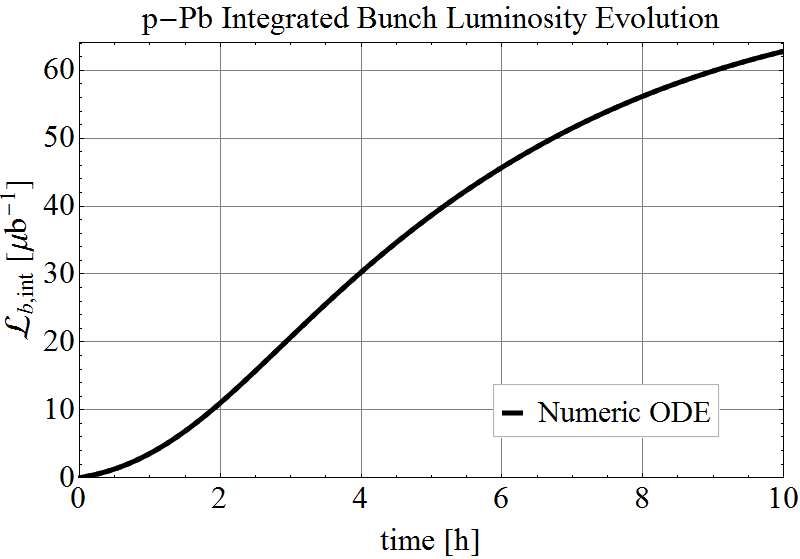 p−Pb Integrated Bunch Luminosity Evolution
60
50
40
30
20
10
0
ℒb,int [μb−1]
0 2 4 6 8 10
time [h]
Numeric ODE